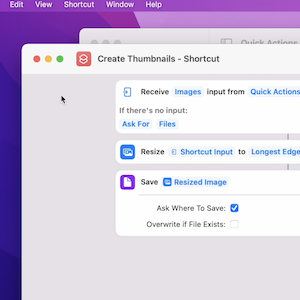 Edit View Shortcut Window Help
Quick Actions
Create Thumbnails - Shortcut
Receive Images input from Quick Actions
If there's no input:
Ask For Files
Resize Shortcut Input to Longest Edge
Save Resized Image
Ask Where To Save:
Overwrite if File Exists: